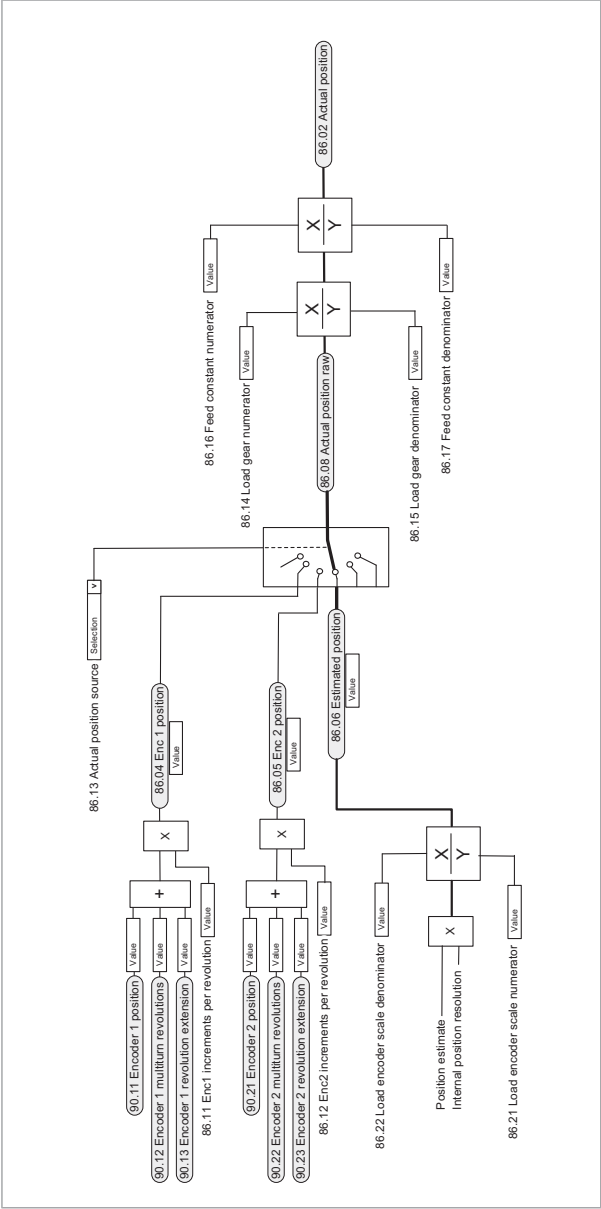 86.13 Actual position source
Selection
v
90.11 Encoder 1 position
Value
90.12 Encoder 1 multiturn revolutions
Value
90.13 Encoder 1 revolution extension
Value
+
X
86.04 Enc 1 position
Value
86.11 Enc1 increments per revolution
Value
90.21 Encoder 2 position
Value
90.22 Encoder 2 multiturn revolutions
Value
90.23 Encoder 2 revolution extension
Value
+
X
86.05 Enc 2 position
Value
86.12 Enc2 increments per revolution
Value
86.06 Estimated position
Value
86.22 Load encoder scale denominator
Value
Position estimate
Internal position resolution
X
X
Y
86.21 Load encoder scale numerator
Value
86.16 Feed constant numerator
Value
86.14 Load gear numerator
Value
86.08 Actual position raw
X
Y
X
Y
86.02 Actual position
86.15 Load gear denominator
Value
86.17 Feed constant denominator
Value